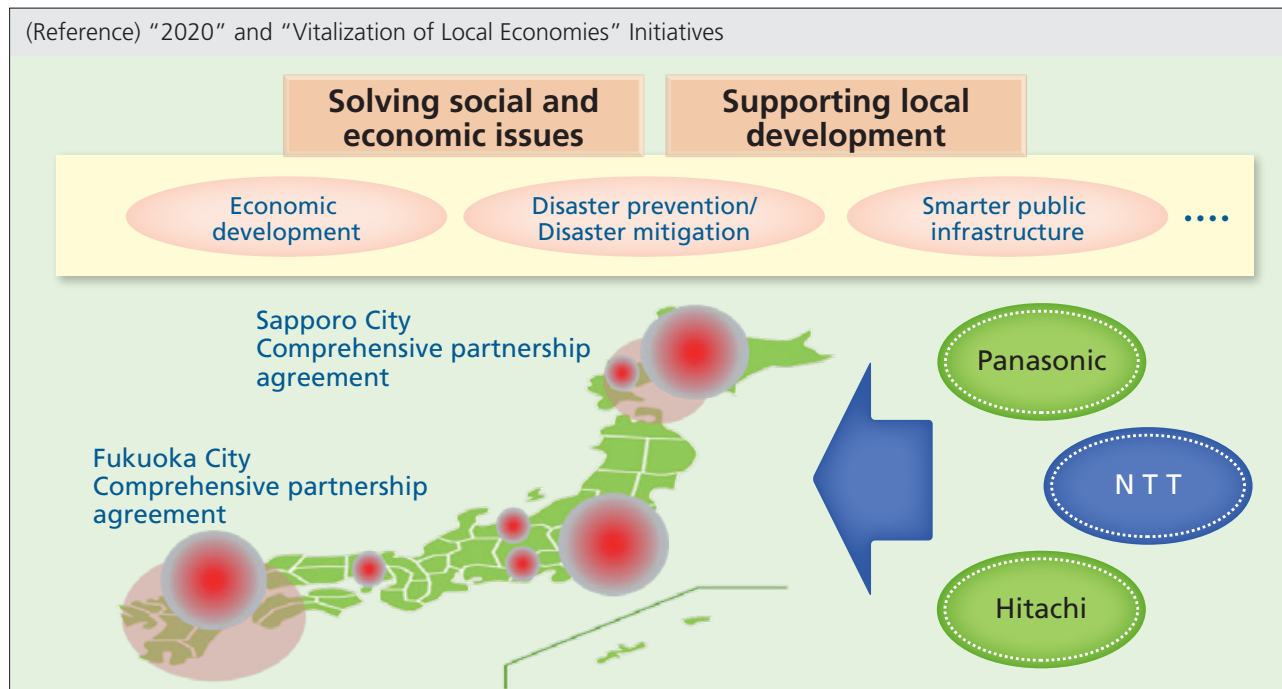 (Reference) “2020” and “Vitalization of Local Economies” Initiatives
Solving social and
economic issues
Supporting local
development
Economic
development
Disaster prevention/
Disaster mitigation
Smarter public
infrastructure
....
Sapporo City
Comprehensive partnership
agreement
Fukuoka City
Comprehensive partnership
agreement
Panasonic
N T T
Hitachi